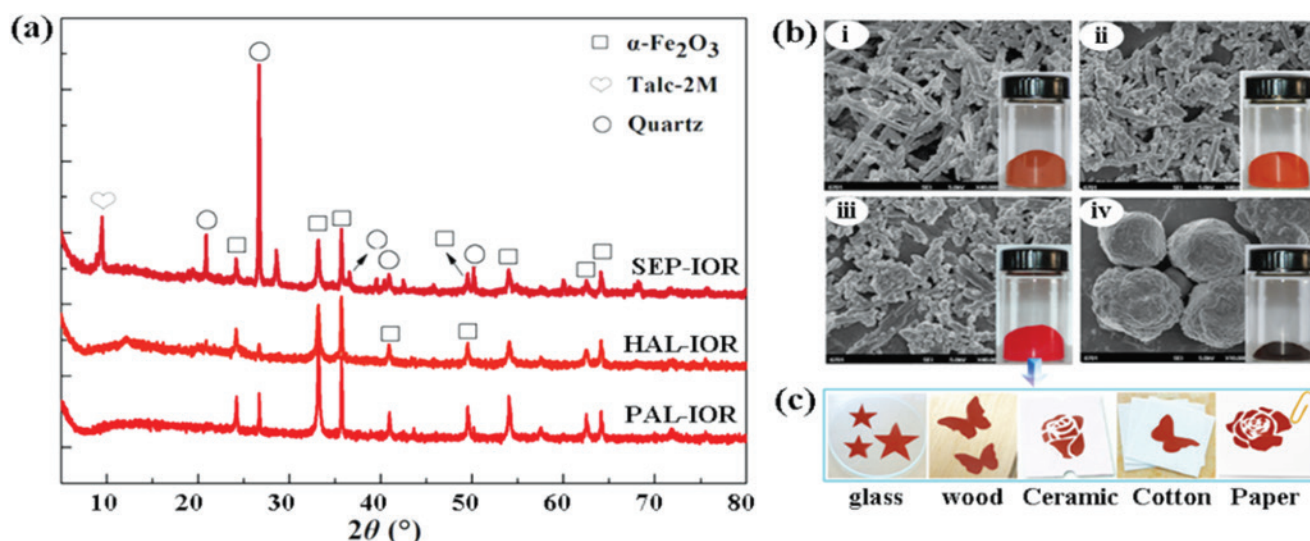 (a)
α-Fe₂O₃
Talc-2M
Quartz
SEP-IOR
HAL-IOR
PAL-IOR
10 20 30 40 50 60 70 80
2θ (°)
(b)
i
ii
iii
iv
(c)
glass wood Ceramic Cotton Paper